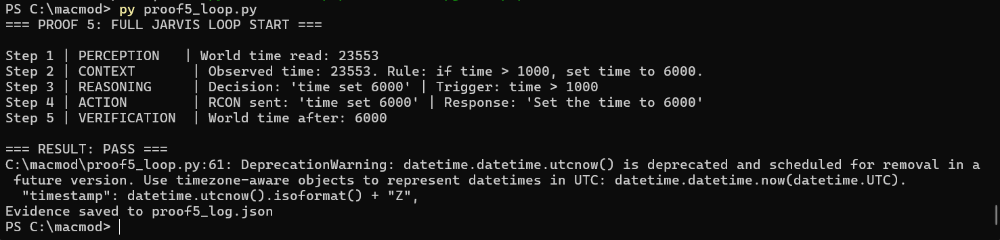 PS C:\macmod> py proof5_loop.py
=== PROOF 5: FULL JARVIS LOOP START ===
Step 1 | PERCEPTION   | World time read: 23553
Step 2 | CONTEXT       | Observed time: 23553. Rule: if time > 1000, set time to 6000.
Step 3 | REASONING     | Decision: 'time set 6000' | Trigger: time > 1000
Step 4 | ACTION        | RCON sent: 'time set 6000' | Response: 'Set the time to 6000'
Step 5 | VERIFICATION  | World time after: 6000
=== RESULT: PASS ===
C:\macmod\proof5_loop.py:61: DeprecationWarning: datetime.datetime.utcnow() is deprecated and scheduled for removal in a
 future version. Use timezone-aware objects to represent datetimes in UTC: datetime.datetime.now(datetime.UTC).
  "timestamp": datetime.utcnow().isoformat() + "Z",
Evidence saved to proof5_log.json
PS C:\macmod>